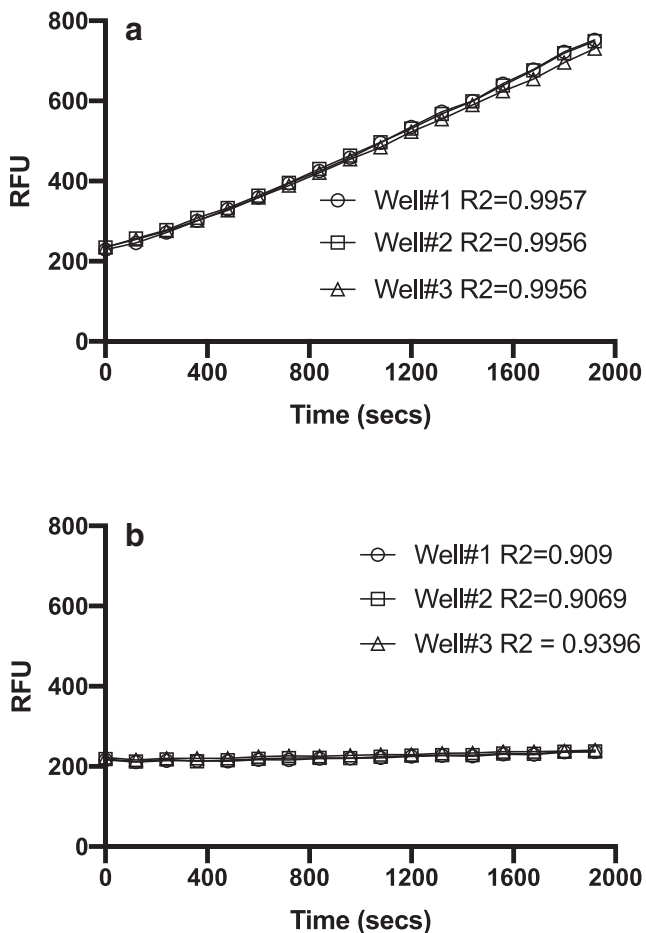 a
800
600
400
200
0
RFU
Well#1 R2=0.9957
Well#2 R2=0.9956
Well#3 R2=0.9956
0 400 800 1200 1600 2000
Time (secs)
b
800
600
400
200
0
RFU
Well#1 R2=0.909
Well#2 R2=0.9069
Well#3 R2 = 0.9396
0 400 800 1200 1600 2000
Time (secs)